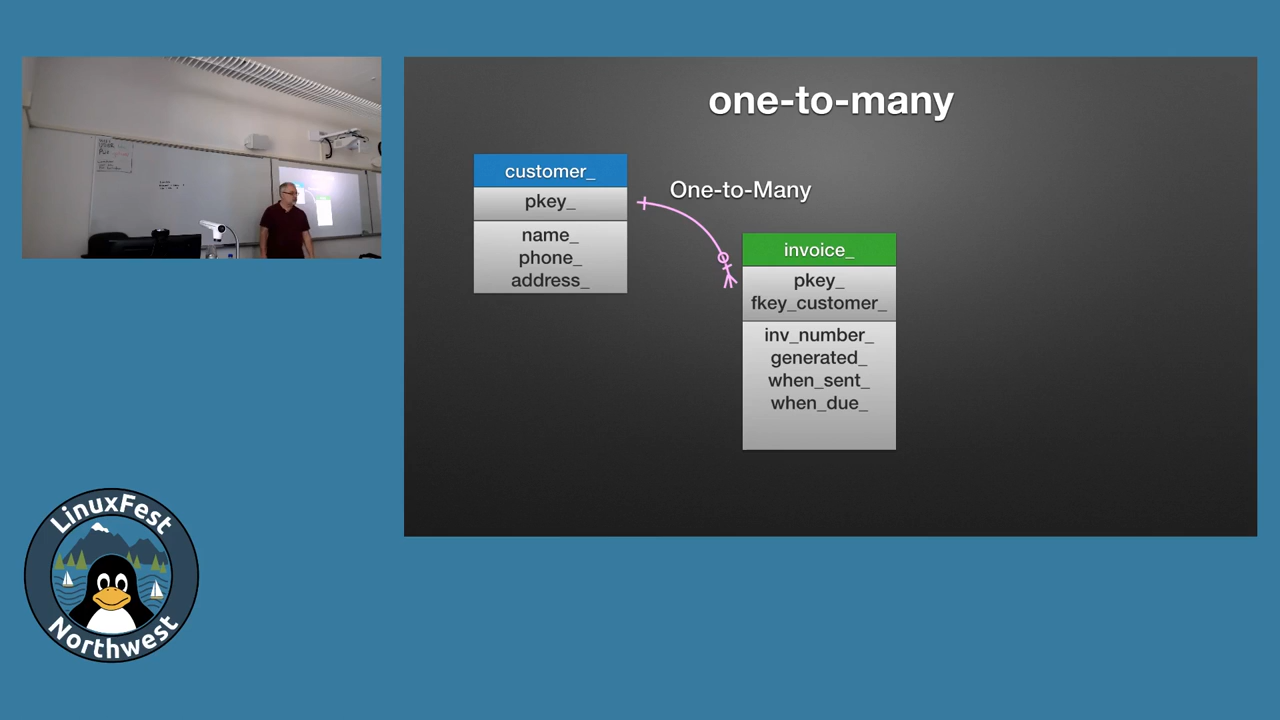 one-to-many
customer_
pkey_
name_
phone_
address_
One-to-Many
invoice_
pkey_
fkey_customer_
inv_number_
generated_
when_sent_
when_due_
LinuxFest
Northwest